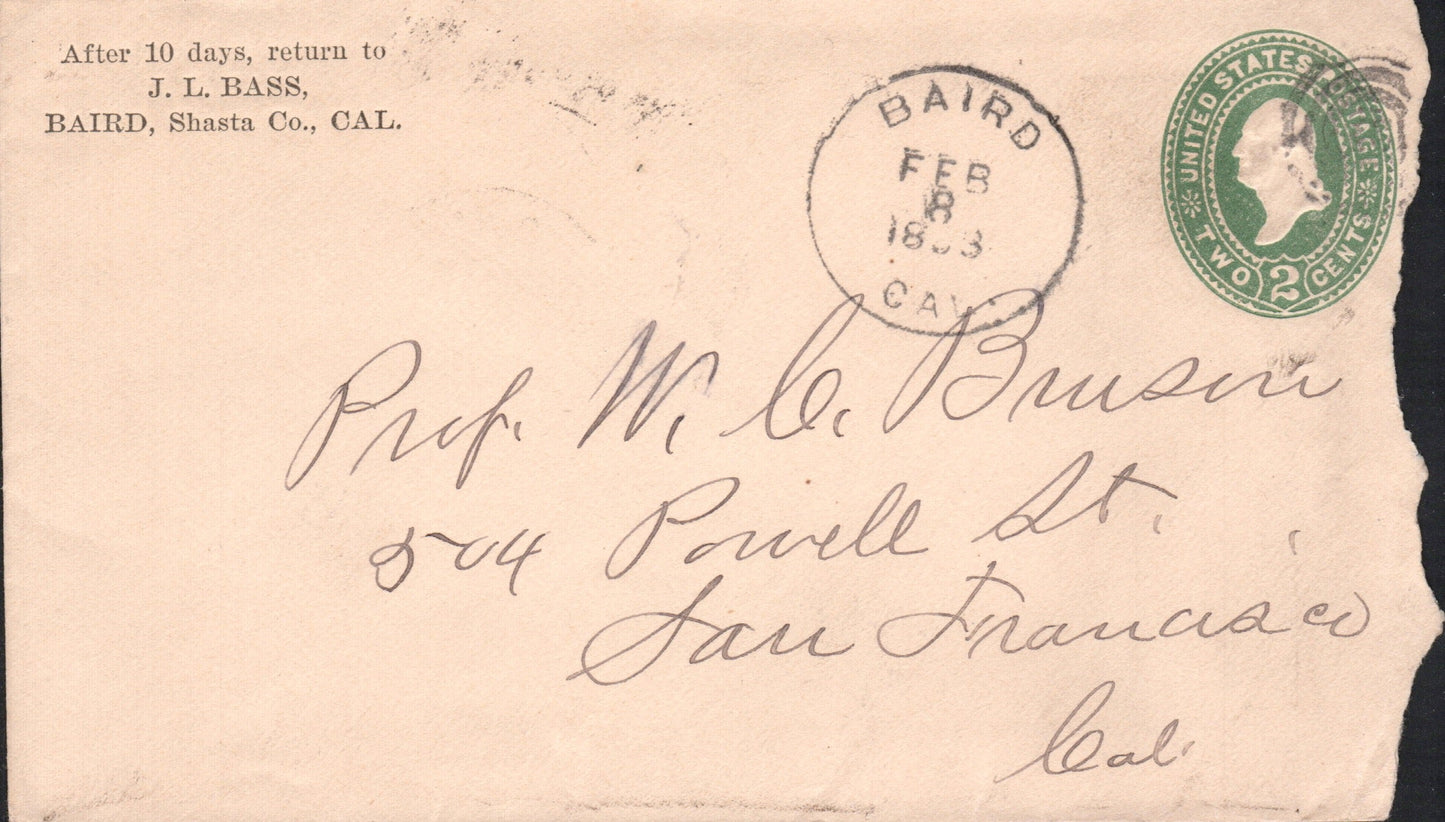 After 10 days, return to
J. L. BASS,
BAIRD, Shasta Co., CAL.
BAIRD
FEB
8
CAL.
UNITED STATES POSTAGE
TWO 2 CENTS
Prof. W. C. Brunson
504 Powell St.
San Francisco
Cal.